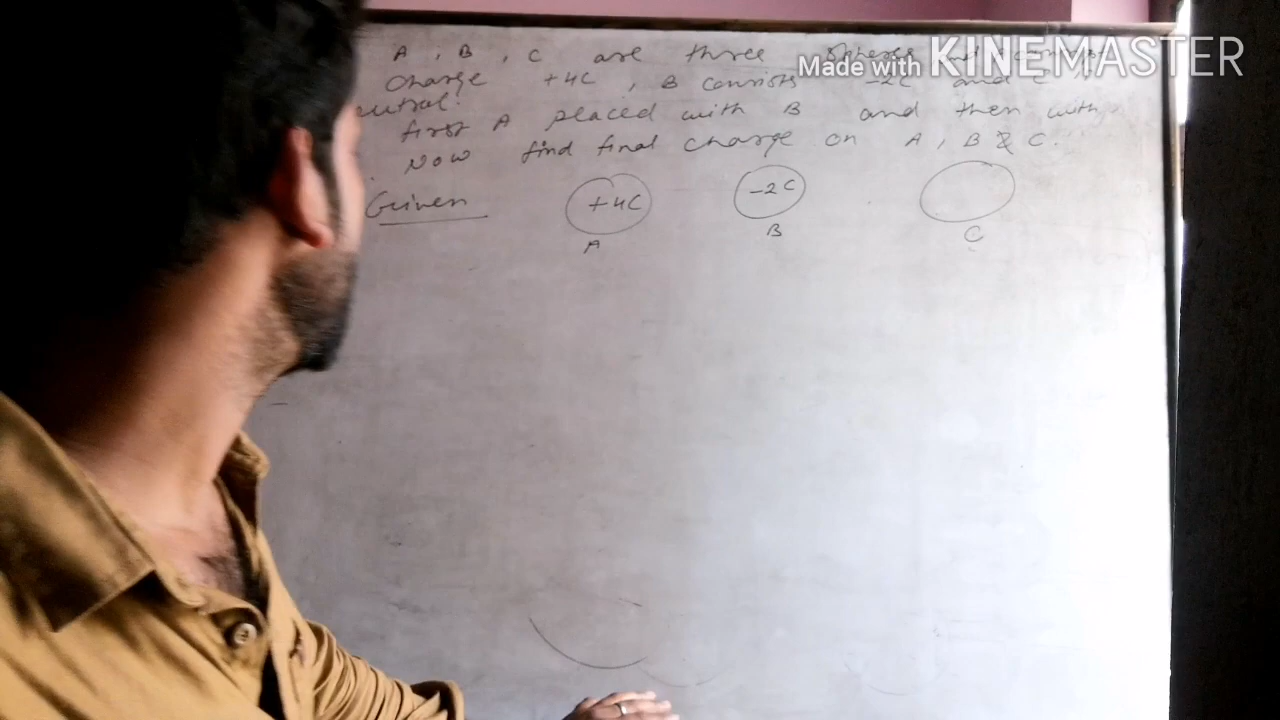 A, B, C are three spheres
Made with KINEMASTER
charge +4C, B consists -2C and C
eutral.
first A placed with B and then with
. Now find final charge on A, B & C.
Given
+4C
-2C
A
B
C